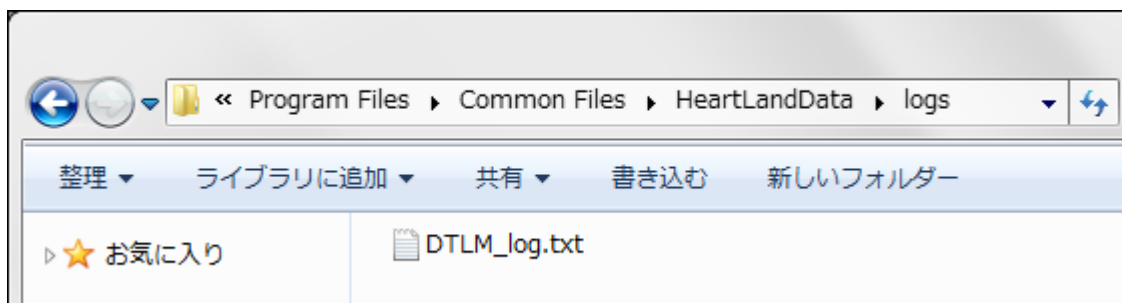 « Program Files ▸ Common Files ▸ HeartLandData ▸ logs
整理 ▼ ライブラリに追加 ▼ 共有 ▼ 書き込む 新しいフォルダー
お気に入り
DTLM_log.txt